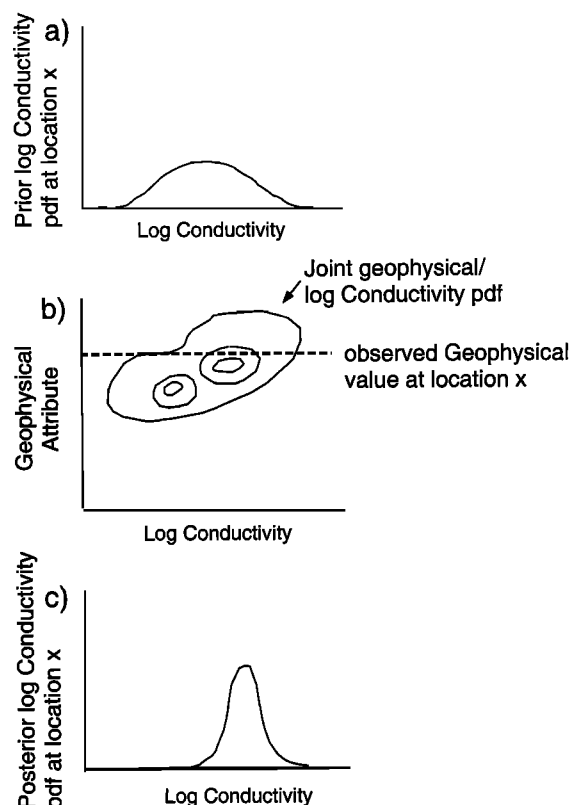 a)
Prior log Conductivity
pdf at location x
Log Conductivity
Joint geophysical/
log Conductivity pdf
b)
observed Geophysical
value at location x
Geophysical
Attribute
Log Conductivity
c)
Posterior log Conductivity
pdf at location x
Log Conductivity